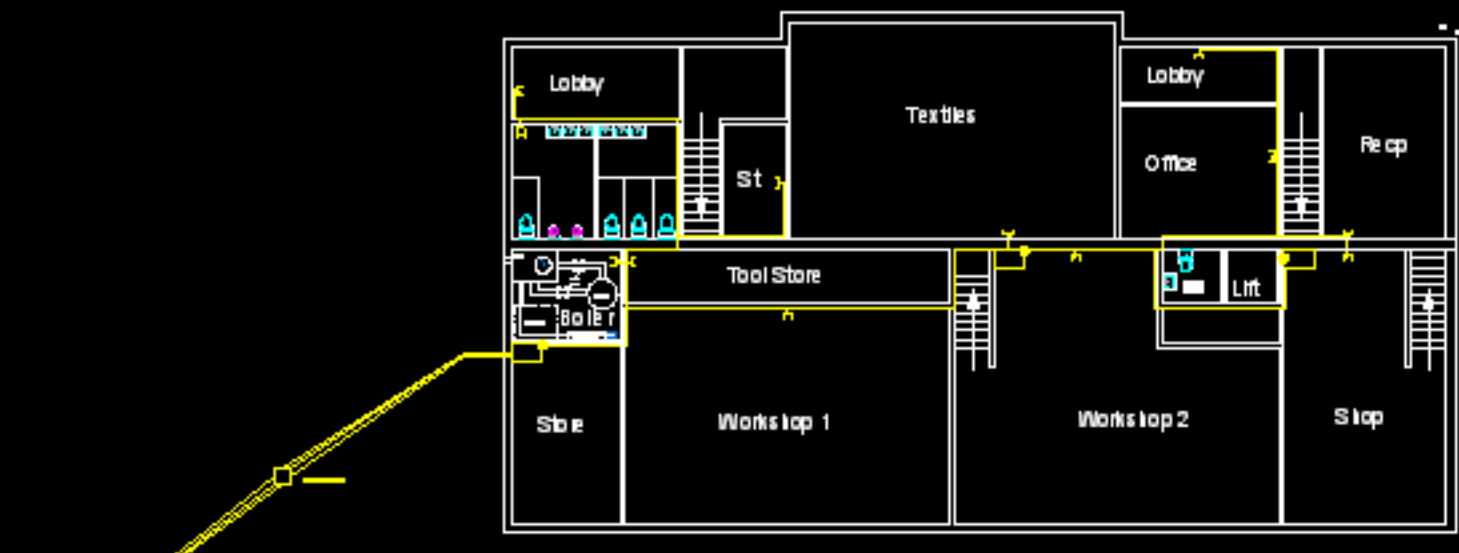 Lobby
Lobby
Textiles
Recp
Office
St
Tool Store
Lift
Boiler
Store
Workshop 1
Workshop 2
Shop